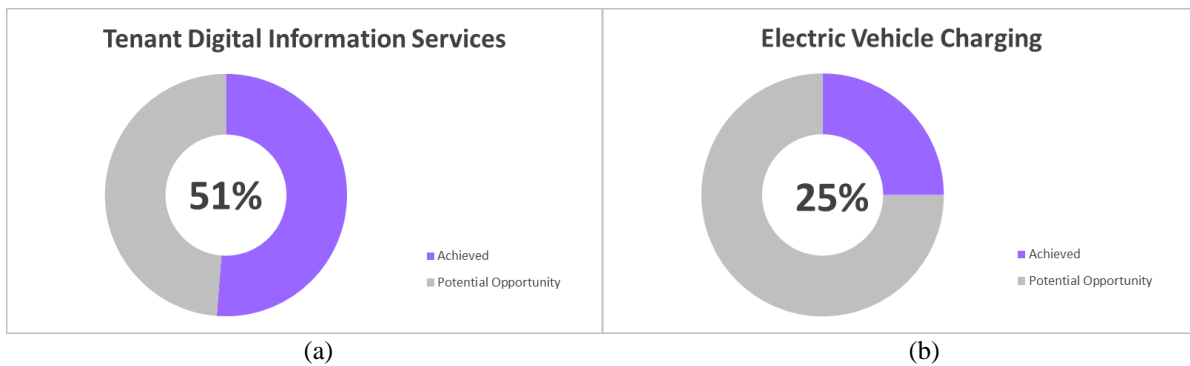 Tenant Digital Information Services
51%
Achieved
Potential Opportunity
(a)
Electric Vehicle Charging
25%
Achieved
Potential Opportunity
(b)